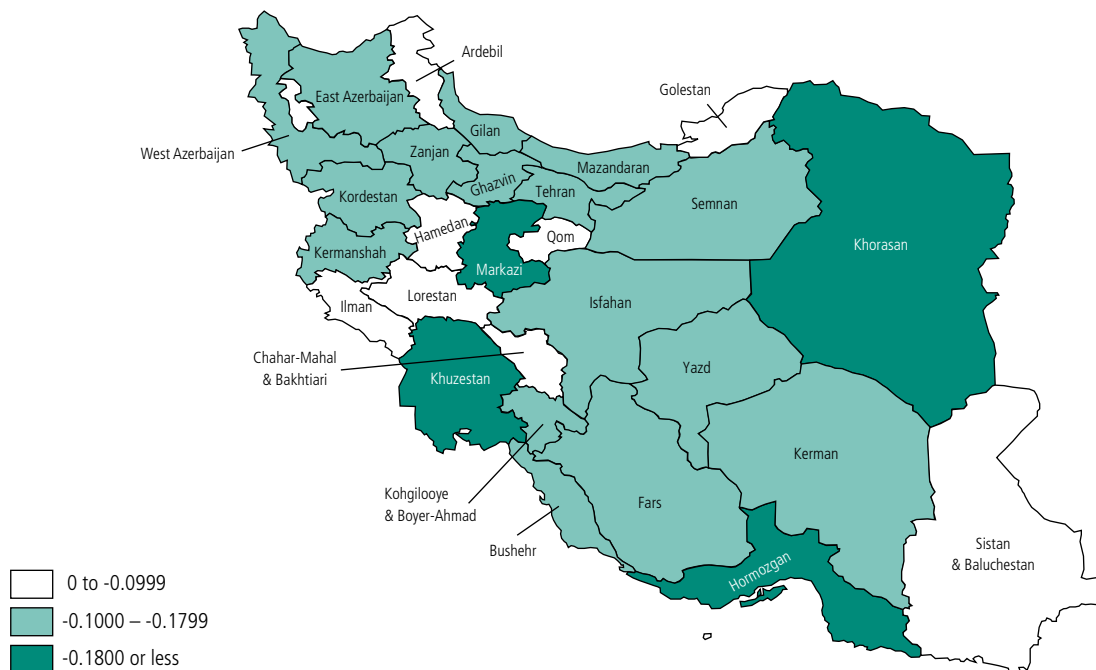 Ardebil
Golestan
East Azerbaijan
Gilan
West Azerbaijan
Zanjan
Mazandaran
Ghazvin
Tehran
Kordestan
Semnan
Hamedan
Qom
Khorasan
Kermanshah
Markazi
Isfahan
Lorestan
Ilman
Chahar-Mahal
& Bakhtiari
Khuzestan
Yazd
Kerman
Kohgilooye
& Boyer-Ahmad
Fars
Bushehr
Sistan
& Baluchestan
Hormozgan
0 to -0.0999
-0.1000 – -0.1799
-0.1800 or less